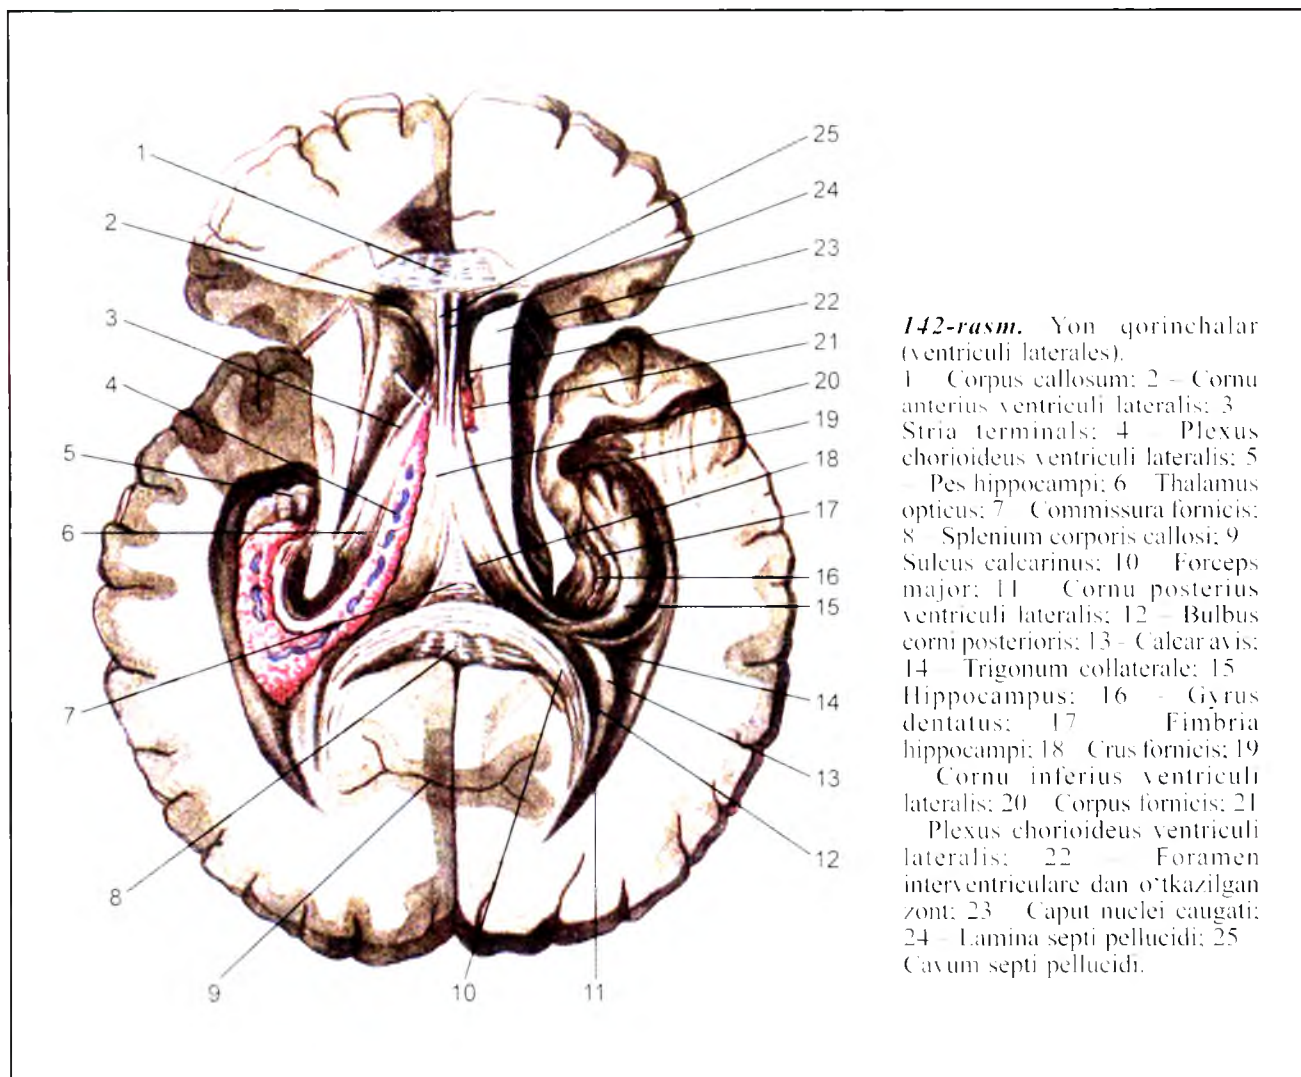 1
2
3
4
5
6
7
8
9
10
11
12
13
14
15
16
17
18
19
20
21
22
23
24
25
142-rasm. Yon qorinchalar
(ventriculi laterales).
1 Corpus callosum; 2 – Cornu
anterius ventriculi lateralis; 3
Stria terminals; 4 – Plexus
chorioideus ventriculi lateralis; 5
– Pes hippocampi; 6 Thalamus
opticus; 7 Commissura fornicis;
8 – Splenium corporis callosi; 9
Sulcus calcarinus; 10 Forceps
major; 11 Cornu posterius
ventriculi lateralis; 12 – Bulbus
corni posterioris; 13 - Calcar avis;
14 – Trigonum collaterale; 15
Hippocampus; 16 - Gyrus
dentatus; 17 Fimbria
hippocampi; 18 Crus fornicis; 19
Cornu inferius ventriculi
lateralis; 20 Corpus fornicis; 21
Plexus chorioideus ventriculi
lateralis; 22 – Foramen
interventriculare dan o‘tkazilgan
zont; 23 Caput nuclei caugati;
24 – Lamina septi pellucidi; 25
Cavum septi pellucidi.